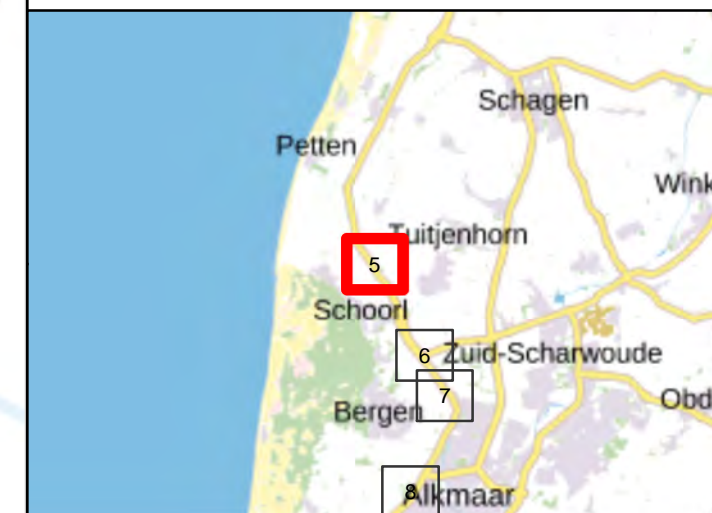 Schagen
Petten
Wink
Tuitjenhorn
5
Schoorl
6
Zuid-Scharwoude
7
Obd
Bergen
8
Alkmaar